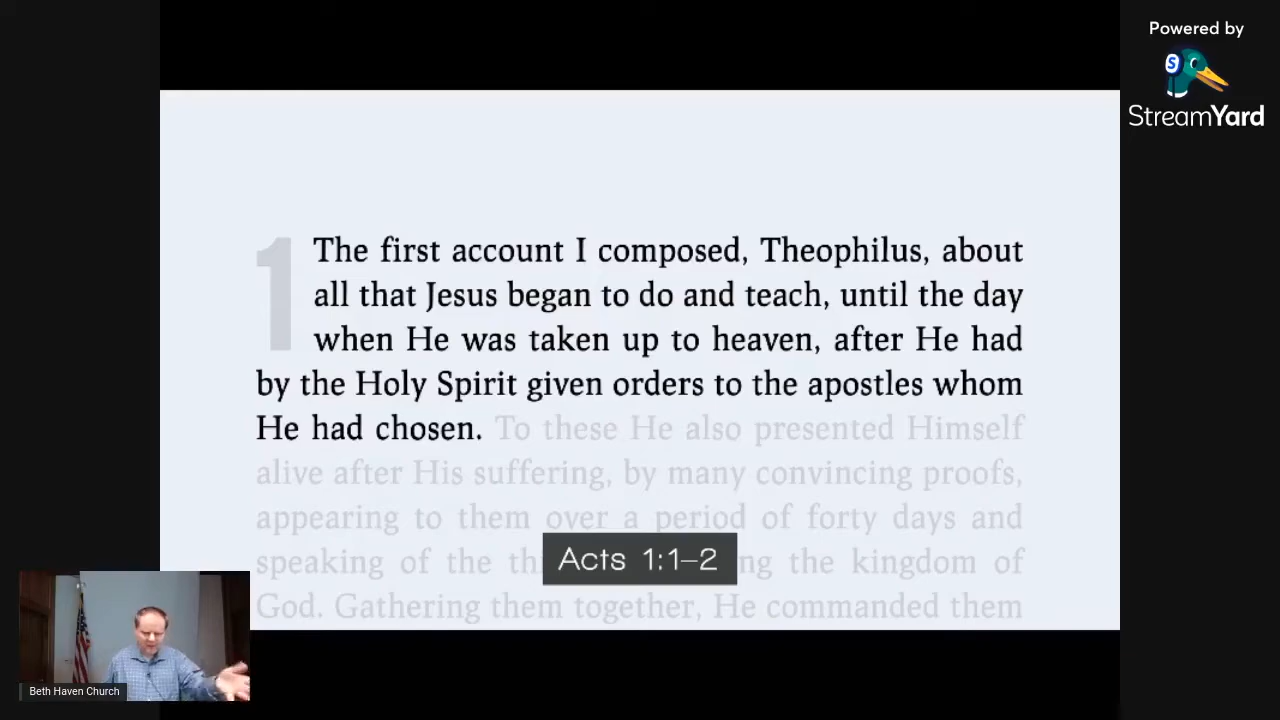 Powered by
S
StreamYard
1
The first account I composed, Theophilus, about
all that Jesus began to do and teach, until the day
when He was taken up to heaven, after He had
by the Holy Spirit given orders to the apostles whom
He had chosen. To these He also presented Himself
alive after His suffering, by many convincing proofs,
appearing to them over a period of forty days and
speaking of the thi ng the kingdom of
God. Gathering them together, He commanded them
Acts 1:1–2
Beth Haven Church